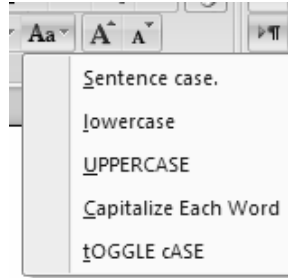 Aa A A ¶
Sentence case.
lowercase
UPPERCASE
Capitalize Each Word
tOGGLE cASE